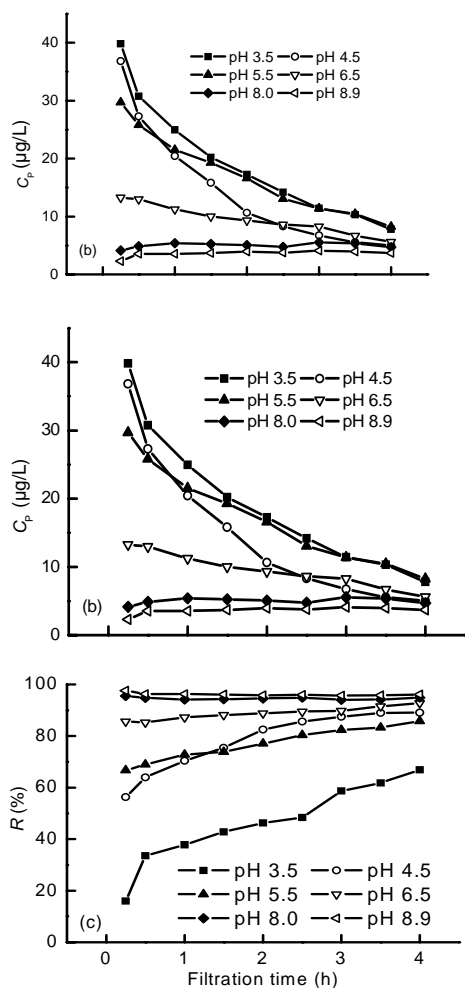 40
30
20
10
0
C_P (µg/L)
pH 3.5 pH 4.5
pH 5.5 pH 6.5
pH 8.0 pH 8.9
(b)
40
30
20
10
0
C_P (µg/L)
pH 3.5 pH 4.5
pH 5.5 pH 6.5
pH 8.0 pH 8.9
(b)
100
80
60
40
20
0
R (%)
pH 3.5 pH 4.5
pH 5.5 pH 6.5
pH 8.0 pH 8.9
(c)
0 1 2 3 4
Filtration time (h)